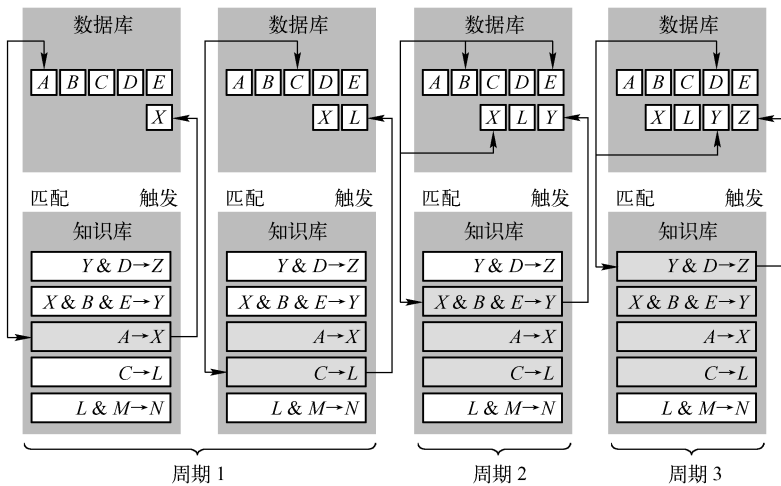 数据库 数据库 数据库 数据库
A B C D E A B C D E A B C D E A B C D E
X X L X L Y X L Y Z
匹配 触发 匹配 触发 匹配 触发 匹配 触发
知识库 知识库 知识库 知识库
Y & D→Z Y & D→Z Y & D→Z Y & D→Z
X & B & E→Y X & B & E→Y X & B & E→Y X & B & E→Y
A→X A→X A→X A→X
C→L C→L C→L C→L
L & M→N L & M→N L & M→N L & M→N
周期 1 周期 2 周期 3